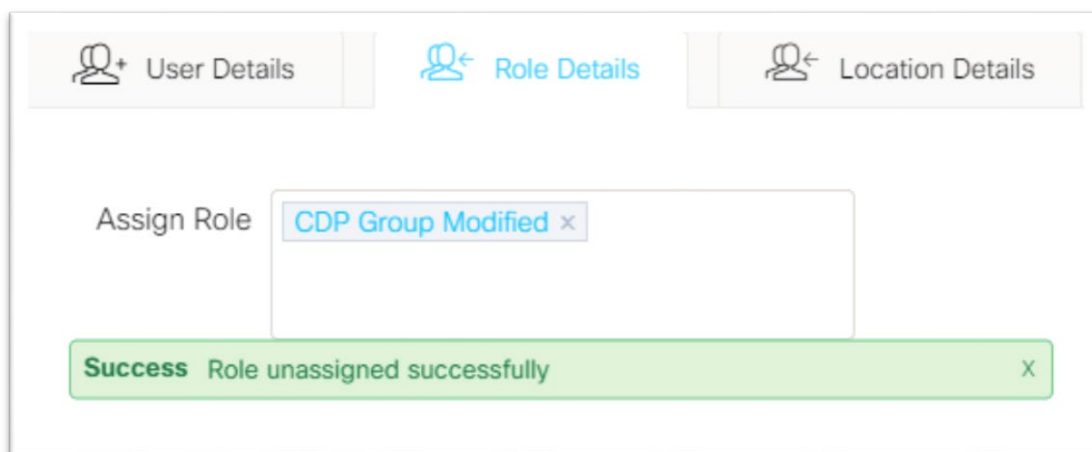 User Details
Role Details
Location Details
Assign Role
CDP Group Modified ×
Success Role unassigned successfully X